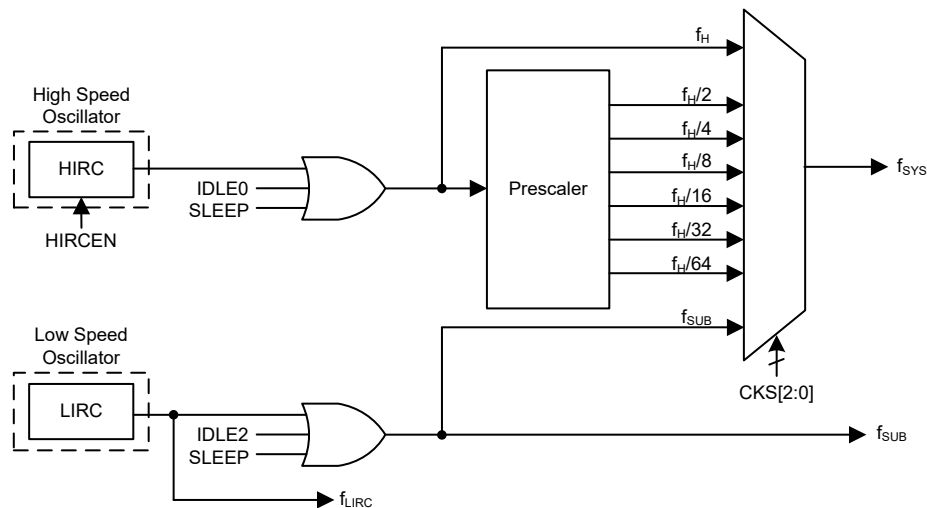 High Speed
Oscillator
HIRC
HIRCEN
IDLE0
SLEEP
Prescaler
fH
fH/2
fH/4
fH/8
fH/16
fH/32
fH/64
fSUB
CKS[2:0]
fSYS
Low Speed
Oscillator
LIRC
IDLE2
SLEEP
fSUB
fLIRC